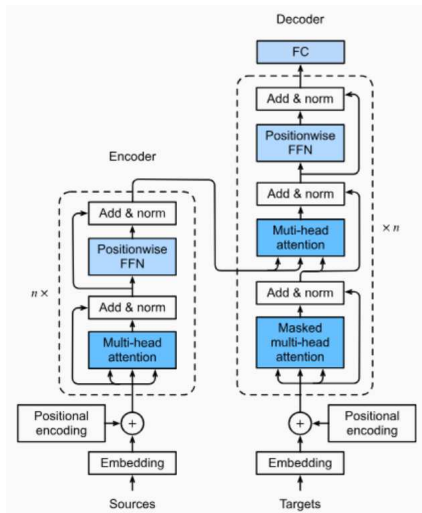 Decoder
FC
Add & norm
Positionwise
FFN
Add & norm
Muti-head
attention
Add & norm
Masked
multi-head
attention
× n
Encoder
Add & norm
Positionwise
FFN
n ×
Add & norm
Multi-head
attention
Positional
encoding
+
Embedding
Sources
+
Positional
encoding
Embedding
Targets